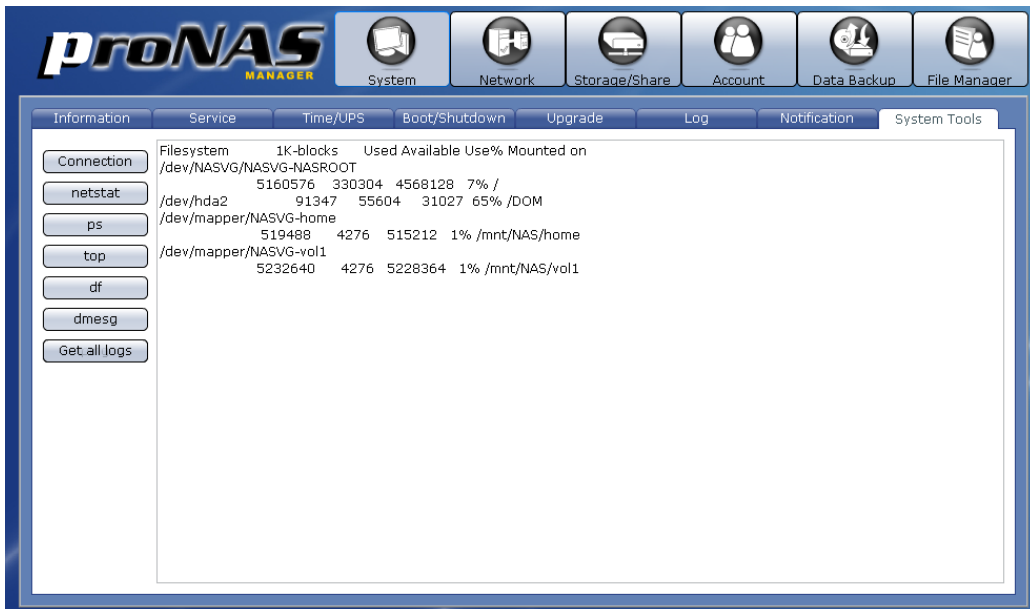 proNAS
MANAGER
System
Network
Storage/Share
Account
Data Backup
File Manager
Information
Service
Time/UPS
Boot/Shutdown
Upgrade
Log
Notification
System Tools
Connection
netstat
ps
top
df
dmesg
Get all logs
Filesystem 1K-blocks Used Available Use% Mounted on
/dev/NASVG/NASVG-NASROOT
5160576 330304 4568128 7% /
/dev/hda2 91347 55604 31027 65% /DOM
/dev/mapper/NASVG-home
519488 4276 515212 1% /mnt/NAS/home
/dev/mapper/NASVG-vol1
5232640 4276 5228364 1% /mnt/NAS/vol1